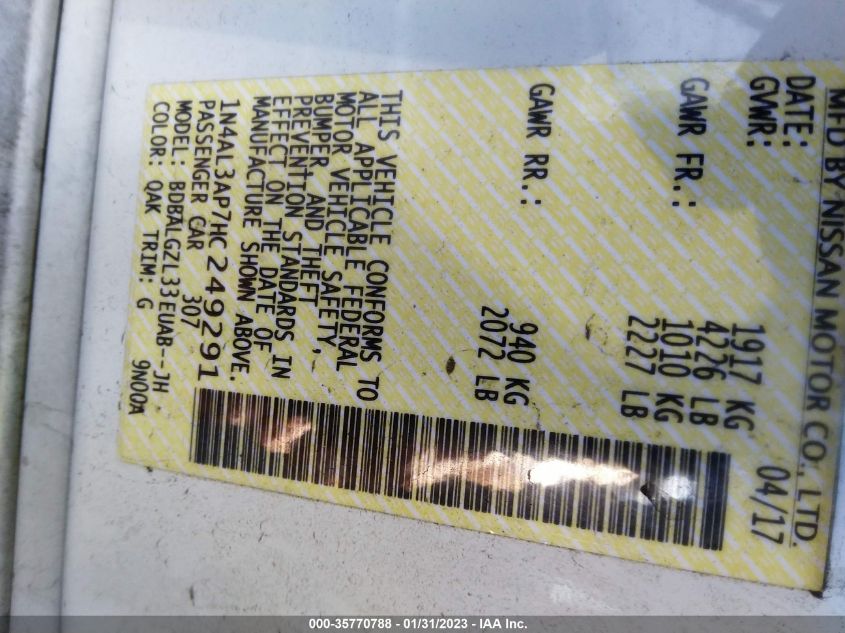 MFD BY NISSAN MOTOR CO., LTD.
DATE: 04/17
GVWR: 1917 KG
4226 LB
GAWR FR.: 1010 KG
2227 LB
GAWR RR.: 940 KG
2072 LB
THIS VEHICLE CONFORMS TO
ALL APPLICABLE FEDERAL
MOTOR VEHICLE SAFETY,
BUMPER, AND THEFT
PREVENTION STANDARDS IN
EFFECT ON THE DATE OF
MANUFACTURE SHOWN ABOVE.
1N4AL3AP7HC249291
PASSENGER CAR 307
MODEL: BDBALGZL33EUAB--JH
COLOR: QAK TRIM: G 9N00A
000-35770788 - 01/31/2023 - IAA Inc.